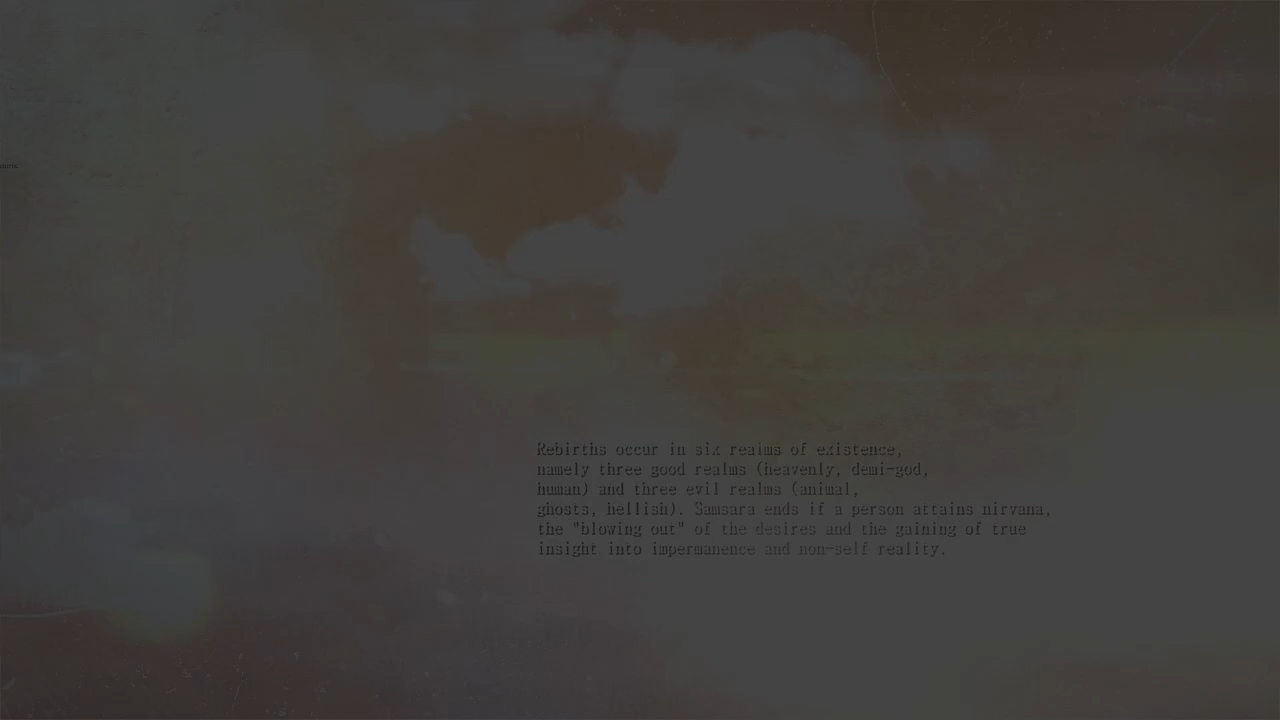 Rebirths occur in six realms of existence,
namely three good realms (heavenly, demi-god,
human) and three evil realms (animal,
ghosts, hellish). Samsara ends if a person attains nirvana,
the "blowing out" of the desires and the gaining of true
insight into impermanence and non-self reality.